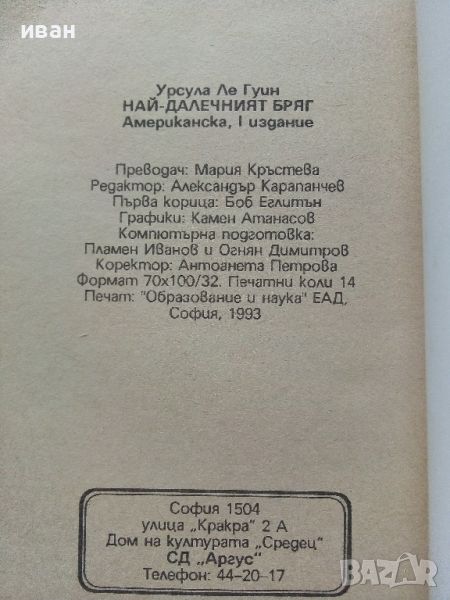 иван
Урсула Ле Гуин
НАЙ-ДАЛЕЧНИЯТ БРЯГ
Американска, I издание
Преводач: Мария Кръстева
Редактор: Александър Карапанчев
Първа корица: Боб Еглитън
Графики: Камен Атанасов
Компютърна подготовка:
Пламен Иванов и Огнян Димитров
Коректор: Антоанета Петрова
Формат 70x100/32. Печатни коли 14
Печат: "Образование и наука" ЕАД,
София, 1993
София 1504
улица „Кракра" 2 А
Дом на културата „Средец"
СД „Аргус"
Телефон: 44-20-17
BAZAR